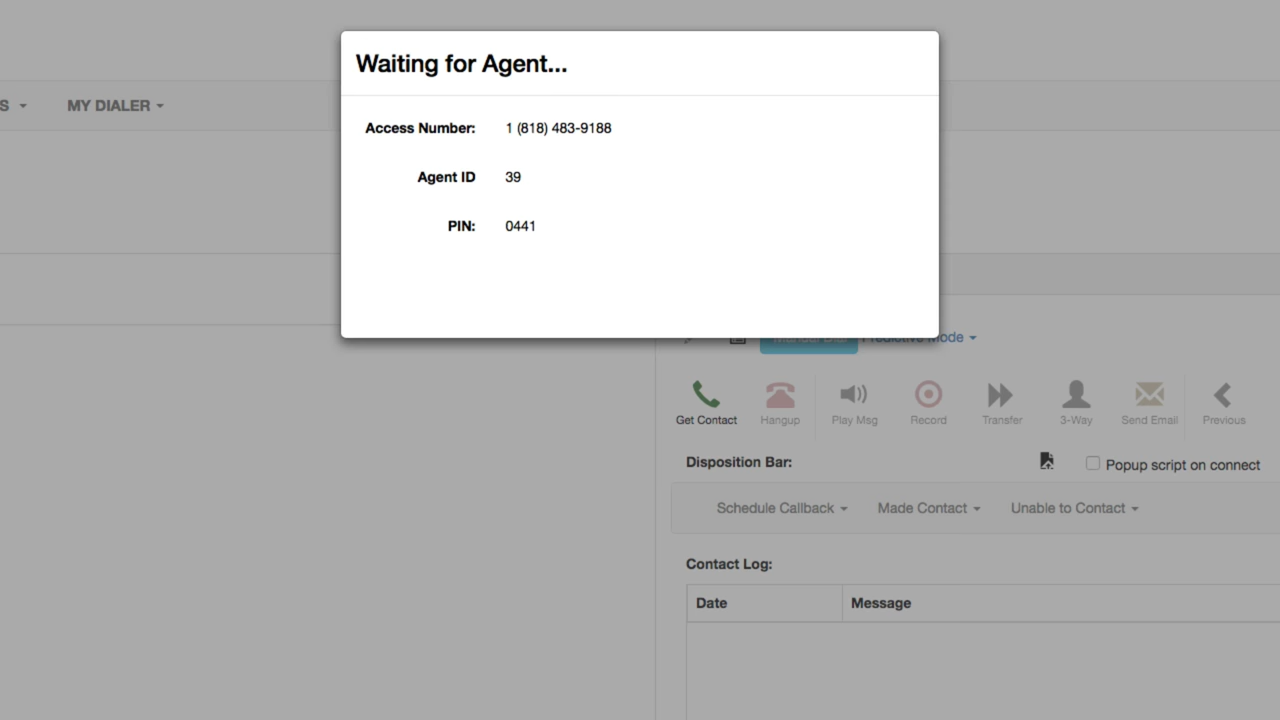 Waiting for Agent...
S MY DIALER
Access Number: 1 (818) 483-9188
Agent ID 39
PIN: 0441
Manual Dial Predictive Mode
Get Contact Hangup Play Msg Record Transfer 3-Way Send Email Previous
Disposition Bar: Popup script on connect
Schedule Callback Made Contact Unable to Contact
Contact Log:
Date Message